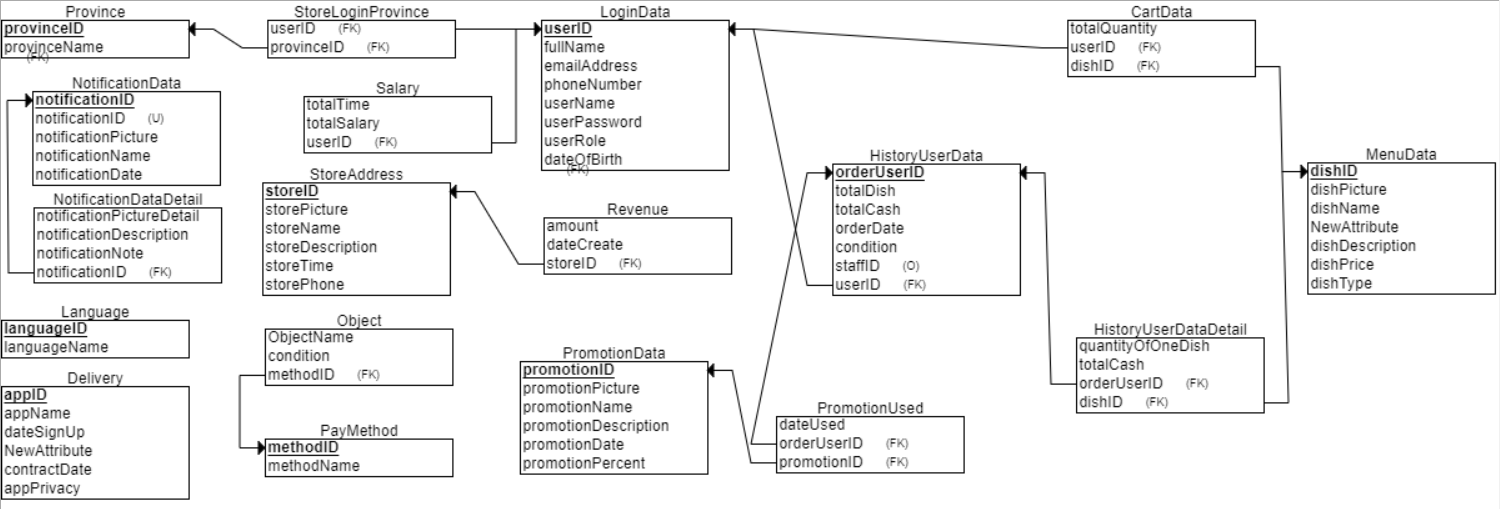 Province
provinceID
provinceName
(FK)
StoreLoginProvince
userID (FK)
provinceID (FK)
LoginData
userID
fullName
emailAddress
phoneNumber
userName
userPassword
userRole
dateOfBirth
(FK)
CartData
totalQuantity
userID (FK)
dishID (FK)
NotificationData
notificationID
notificationID (U)
notificationPicture
notificationName
notificationDate
Salary
totalTime
totalSalary
userID (FK)
NotificationDataDetail
notificationPictureDetail
notificationDescription
notificationNote
notificationID (FK)
StoreAddress
storeID
storePicture
storeName
storeDescription
storeTime
storePhone
Revenue
amount
dateCreate
storeID (FK)
HistoryUserData
orderUserID
totalDish
totalCash
orderDate
condition
staffID (O)
userID (FK)
MenuData
dishID
dishPicture
dishName
NewAttribute
dishDescription
dishPrice
dishType
Language
languageID
languageName
Object
ObjectName
condition
methodID (FK)
HistoryUserDataDetail
quantityOfOneDish
totalCash
orderUserID (FK)
dishID (FK)
Delivery
appID
appName
dateSignUp
NewAttribute
contractDate
appPrivacy
PayMethod
methodID
methodName
PromotionData
promotionID
promotionPicture
promotionName
promotionDescription
promotionDate
promotionPercent
PromotionUsed
dateUsed
orderUserID (FK)
promotionID (FK)